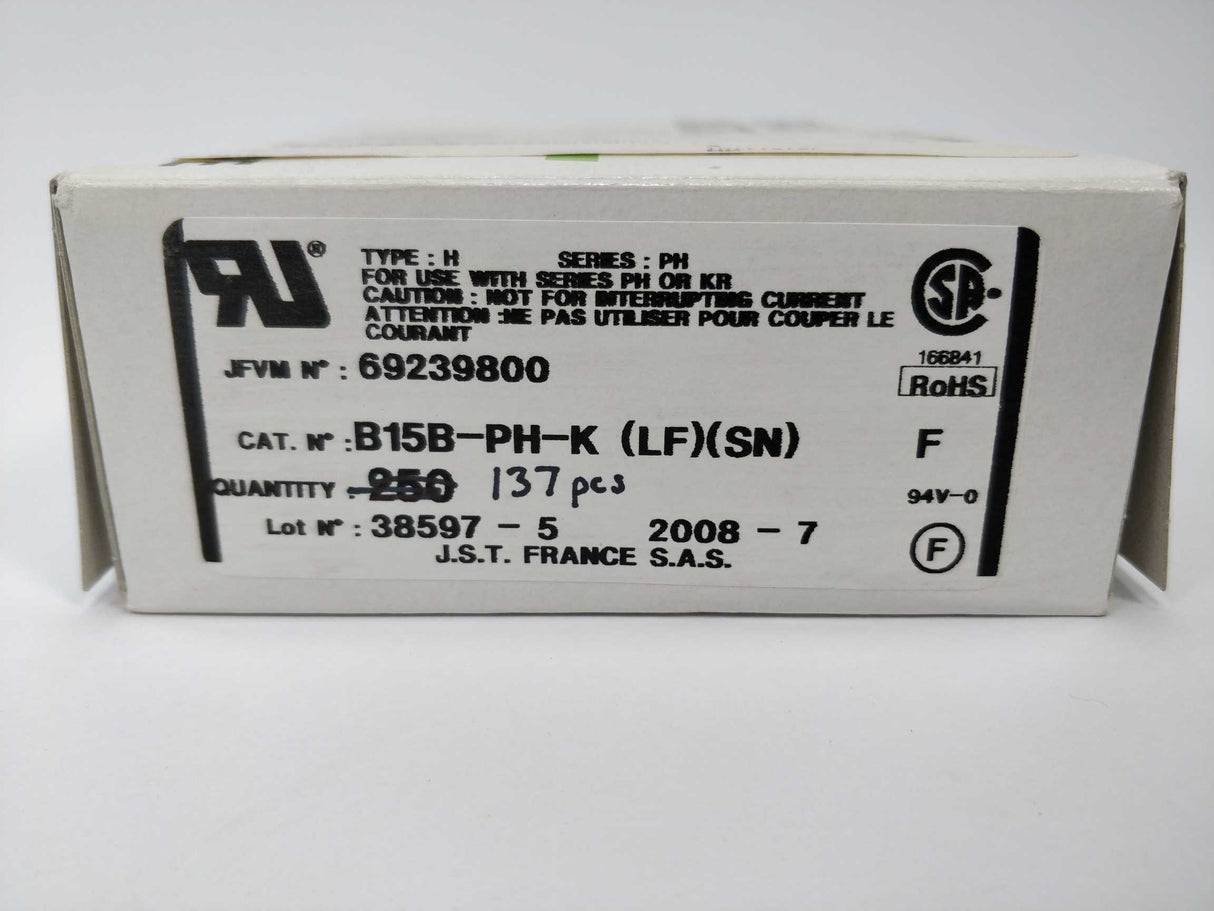 RU®
TYPE : H SERIES : PH
FOR USE WITH SERIES PH OR KR
CAUTION : NOT FOR INTERRUPTING CURRENT
ATTENTION :NE PAS UTILISER POUR COUPER LE
COURANT
SA
166841
RoHS
JFVM N° : 69239800
CAT. N° : B15B-PH-K (LF)(SN) F
QUANTITY : 250 137 pcs 94V-0
Lot N° : 38597 - 5 2008 - 7 F
J.S.T. FRANCE S.A.S.